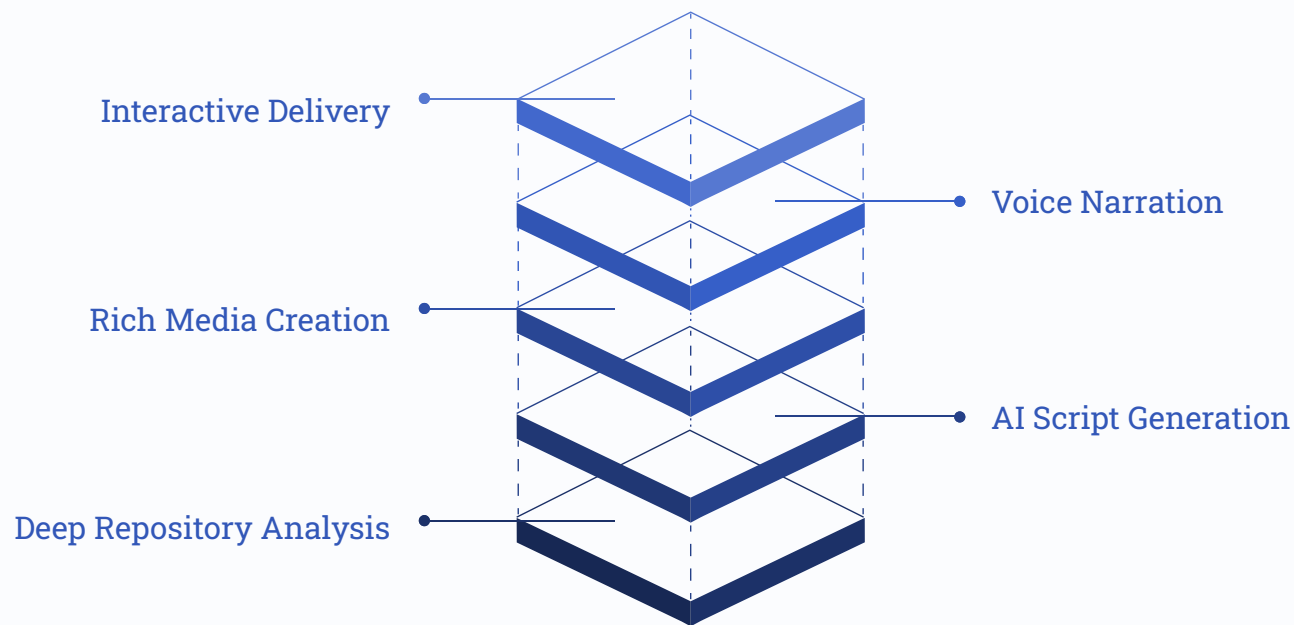 Interactive Delivery
Voice Narration
Rich Media Creation
AI Script Generation
Deep Repository Analysis